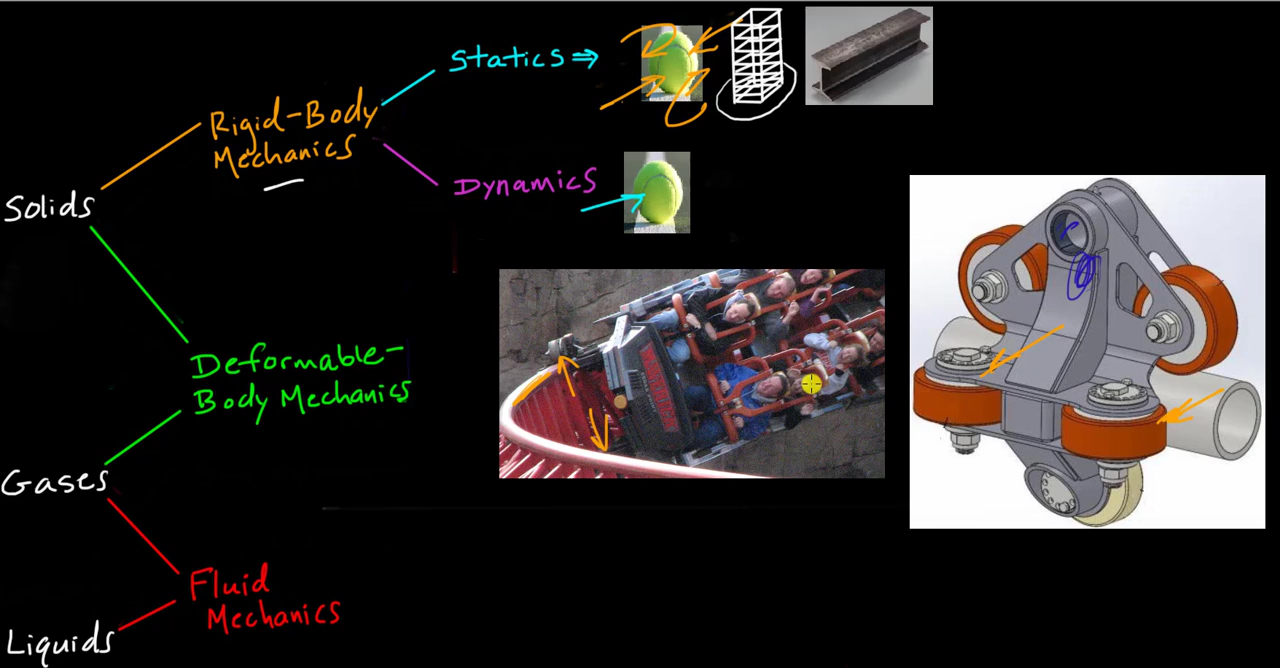 Statics ⇒
Rigid-Body
Mechanics
Dynamics
Solids
Deformable-
Body Mechanics
Gases
Fluid
Mechanics
Liquids